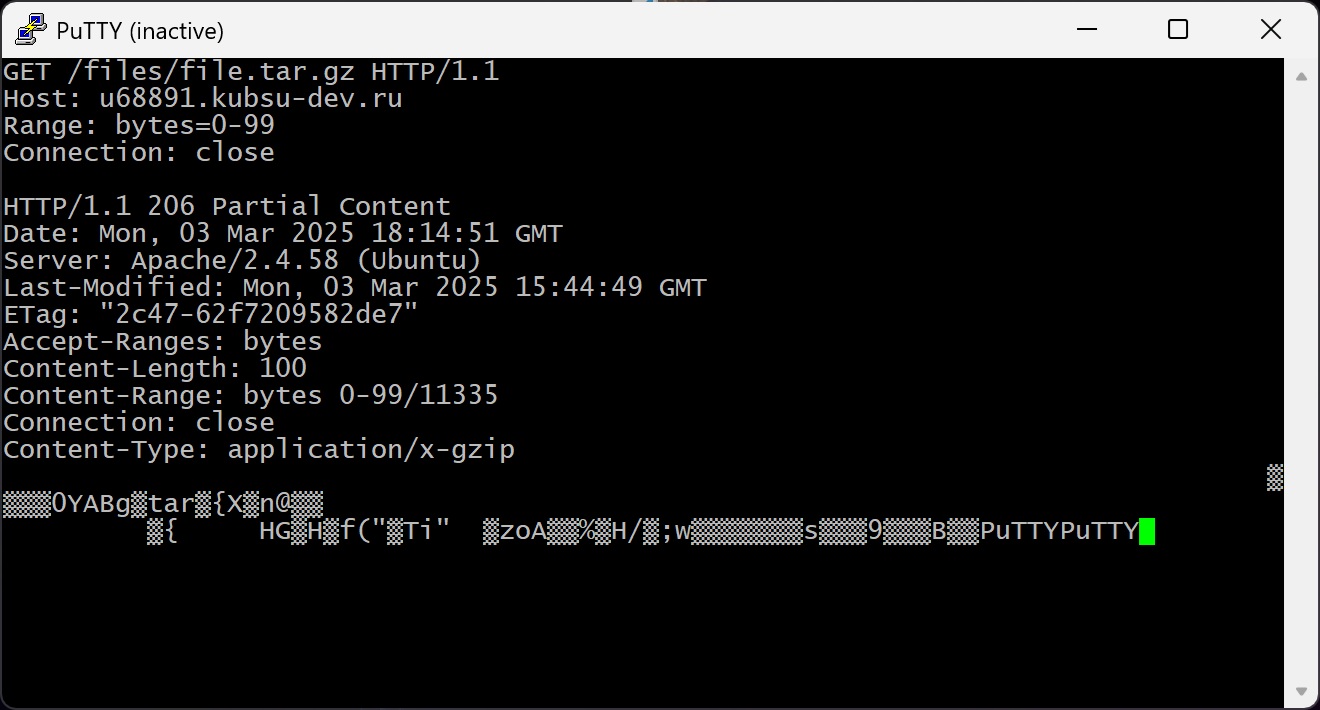 PuTTY (inactive)
GET /files/file.tar.gz HTTP/1.1
Host: u68891.kubsu-dev.ru
Range: bytes=0-99
Connection: close
HTTP/1.1 206 Partial Content
Date: Mon, 03 Mar 2025 18:14:51 GMT
Server: Apache/2.4.58 (Ubuntu)
Last-Modified: Mon, 03 Mar 2025 15:44:49 GMT
ETag: "2c47-62f7209582de7"
Accept-Ranges: bytes
Content-Length: 100
Content-Range: bytes 0-99/11335
Connection: close
Content-Type: application/x-gzip
▒
▒▒▒0YABg▒tar▒{X▒n@▒▒
▒{     HG▒H▒f("▒Ti"  ▒zoA▒▒%▒H/▒;w▒▒▒▒▒▒▒s▒▒▒9▒▒▒B▒▒PuTTYPuTTY